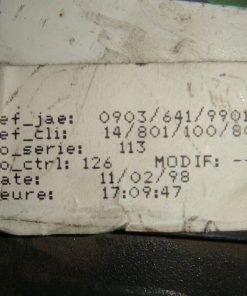 ef_jae: 0903/641/9901
ef_cli: 14/801/100/80
o_serie: 113
o_ctrl: 126 MODIF: --
ate: 11/02/98
eure: 17:09:47